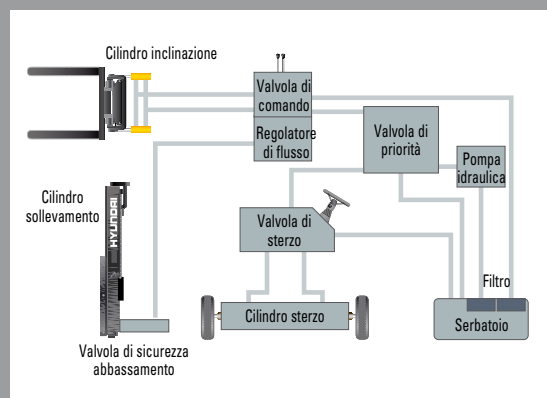 Cilindro inclinazione
Valvola di
comando
Regolatore
di flusso
Valvola di
priorità
Pompa
idraulica
Cilindro
sollevamento
HYUNDAI
Valvola di
sterzo
Filtro
Cilindro sterzo
Serbatoio
Valvola di sicurezza
abbassamento